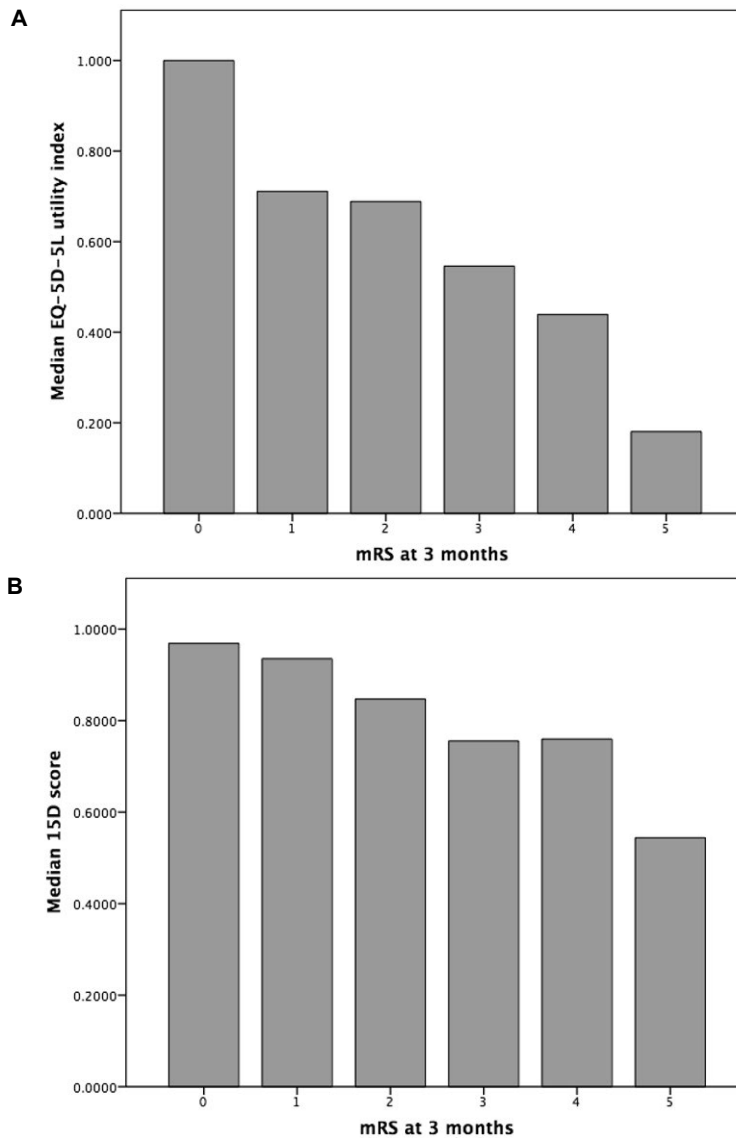 A
Median EQ-5D-5L utility index
1.000
0.800
0.600
0.400
0.200
0.000
0 1 2 3 4 5
mRS at 3 months
B
Median 15D score
1.0000
0.8000
0.6000
0.4000
0.2000
0.0000
0 1 2 3 4 5
mRS at 3 months